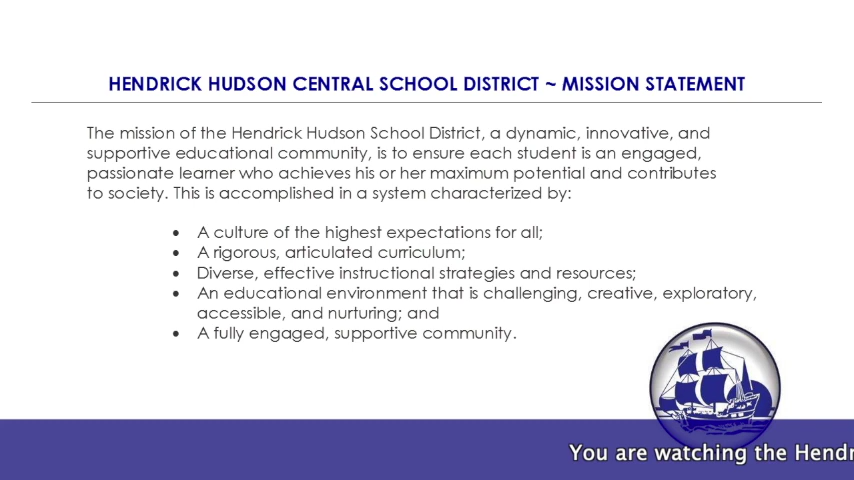 HENDRICK HUDSON CENTRAL SCHOOL DISTRICT ~ MISSION STATEMENT
The mission of the Hendrick Hudson School District, a dynamic, innovative, and
supportive educational community, is to ensure each student is an engaged,
passionate learner who achieves his or her maximum potential and contributes
to society. This is accomplished in a system characterized by:
• A culture of the highest expectations for all;
• A rigorous, articulated curriculum;
• Diverse, effective instructional strategies and resources;
• An educational environment that is challenging, creative, exploratory,
accessible, and nurturing; and
• A fully engaged, supportive community.
You are watching the Hendr